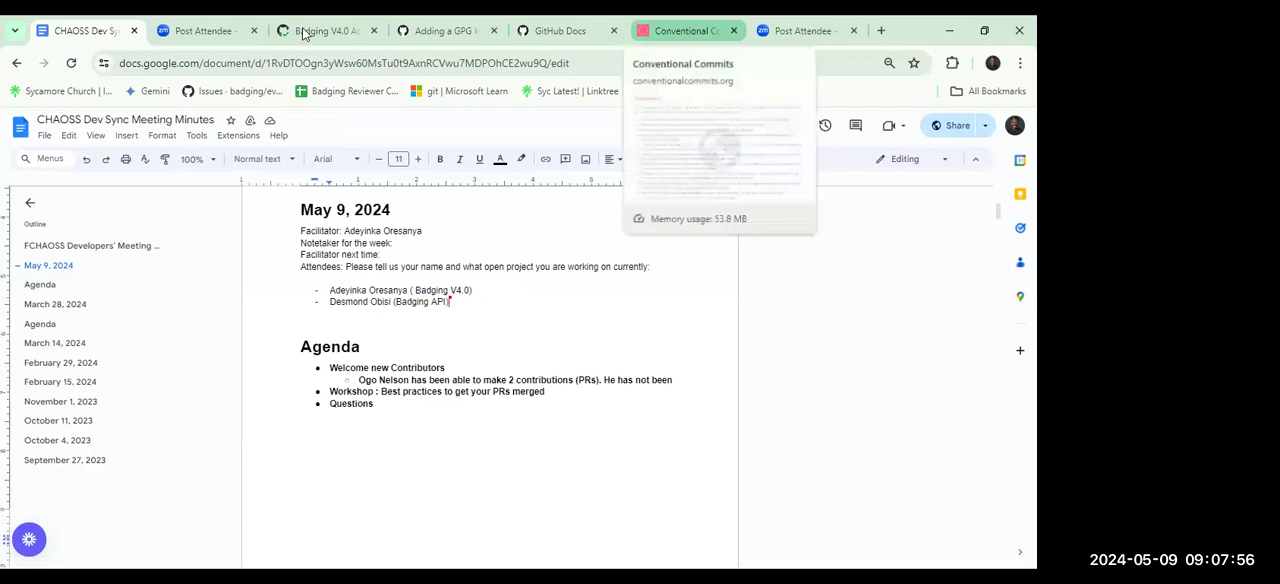 CHAOSS Dev Sy
Post Attendee -
Badging V4.0 Ac
Adding a GPG k
GitHub Docs
Conventional Co
Post Attendee -
docs.google.com/document/d/1RvDTOOgn3yWsw60MsTu0t9AxnRCVwu7MDPOhCE2wu9Q/edit
Sycamore Church | I...
Gemini
Issues · badging/ev...
Badging Reviewer C...
git | Microsoft Learn
Syc Latest! | Linktree
All Bookmarks
Conventional Commits
conventionalcommits.org
Memory usage: 53.8 MB
CHAOSS Dev Sync Meeting Minutes
File Edit View Insert Format Tools Extensions Help
Share
Menus
100%
Normal text
Arial
11
B I U A
Editing
Outline
FCHAOSS Developers' Meeting ...
May 9, 2024
Agenda
March 28, 2024
Agenda
March 14, 2024
February 29, 2024
February 15, 2024
November 1, 2023
October 11, 2023
October 4, 2023
September 27, 2023
May 9, 2024
Facilitator: Adeyinka Oresanya
Notetaker for the week:
Facilitator next time:
Attendees: Please tell us your name and what open project you are working on currently:
- Adeyinka Oresanya ( Badging V4.0)
- Desmond Obisi (Badging API)
Agenda
● Welcome new Contributors
○ Ogo Nelson has been able to make 2 contributions (PRs). He has not been
● Workshop : Best practices to get your PRs merged
● Questions
2024-05-09 09:07:56